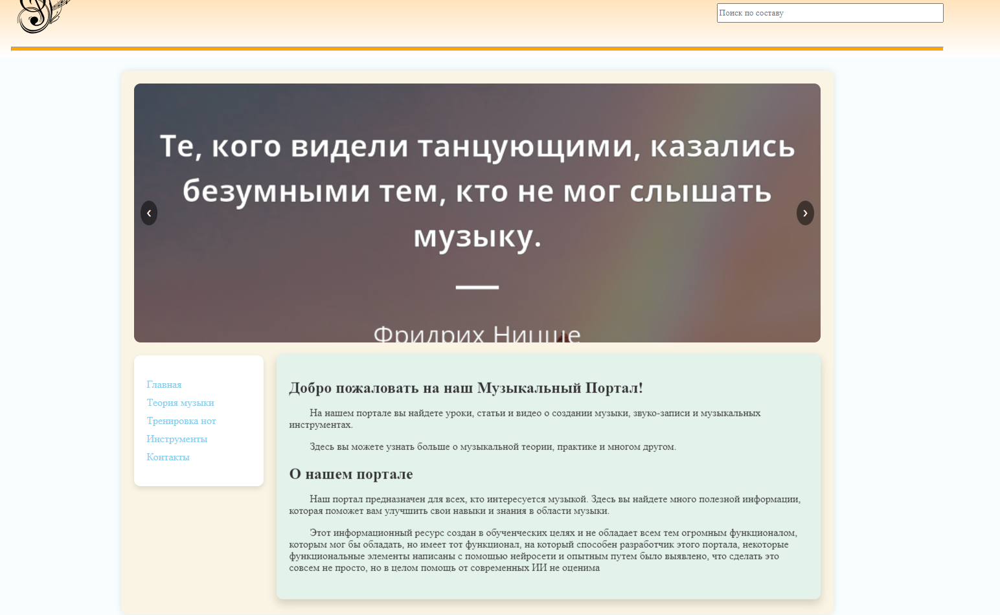 Поиск по составу
Те, кого видели танцующими, казались
безумными тем, кто не мог слышать
музыку.
‹
›
Фридрих Ницше
Главная
Теория музыки
Тренировка нот
Инструменты
Контакты
Добро пожаловать на наш Музыкальный Портал!
На нашем портале вы найдете уроки, статьи и видео о создании музыки, звуко-записи и музыкальных
инструментах.
Здесь вы можете узнать больше о музыкальной теории, практике и многом другом.
О нашем портале
Наш портал предназначен для всех, кто интересуется музыкой. Здесь вы найдете много полезной информации,
которая поможет вам улучшить свои навыки и знания в области музыки.
Этот информационный ресурс создан в обученческих целях и не обладает всем тем огромным функционалом,
которым мог бы обладать, но имеет тот функционал, на который способен разработчик этого портала, некоторые
функциональные элементы написаны с помощью нейросети и опытным путем было выявлено, что сделать это
совсем не просто, но в целом помощь от современных ИИ не оценима